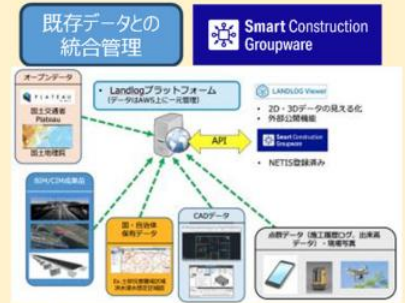 既存データとの
統合管理
Smart Construction
Groupware
オープンデータ
PLATEAU
国土交通省
Plateau
国土地理院
• Landlogプラットフォーム
(データはAWS上に一元管理)
API
LANDLOG Viewer
• 2D・3Dデータの見える化
• 外部公開機能
Smart Construction
Groupware
• NETIS登録済み
BIM/CIM成果品
国・自治体
保有データ
CADデータ
点群データ(施工履歴ログ、出来高
データ)・現場写真